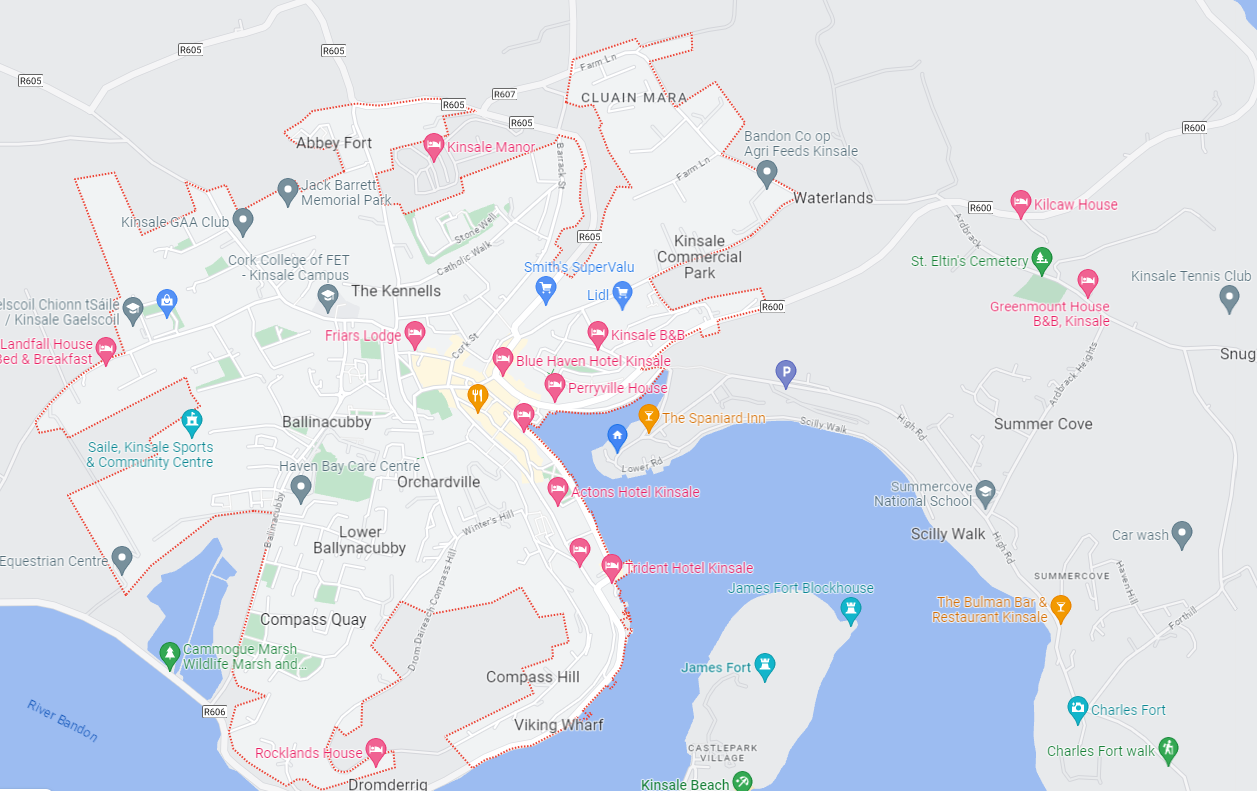 R605
R605
R605
Farm Ln
CLUAIN MARA
R607
R605
R605
Abbey Fort
Kinsale Manor
Barrack St
Bandon Co op
Agri Feeds Kinsale
R600
Farm Ln
Jack Barrett
Memorial Park
Waterlands
R600
Kilcaw House
Kinsale GAA Club
Stone Well
Ardbrack
R605
Catholic Walk
Kinsale
Commercial
Park
Cork College of FET
- Kinsale Campus
Smith's SuperValu
St. Eltin's Cemetery
Kinsale Tennis Club
The Kennells
Lidl
elscoil Chionn tSáile
/ Kinsale Gaelscoil
R600
Greenmount House
B&B, Kinsale
Friars Lodge
Cork St
Kinsale B&B
Landfall House
Bed & Breakfast
Blue Haven Hotel Kinsale
P
Snug
Perryville House
Ardbrack Heights
Ballinacubby
The Spaniard Inn
Scilly Walk
High Rd
Summer Cove
Saile, Kinsale Sports
& Community Centre
Haven Bay Care Centre
Lower Rd
Orchardville
Actons Hotel Kinsale
Summercove
National School
Ballinacubby
Winter's Hill
Lower
Ballynacubby
Scilly Walk
High Rd
Car wash
Equestrian Centre
Trident Hotel Kinsale
SUMMERCOVE
Haven Hill
James Fort Blockhouse
The Bulman Bar &
Restaurant Kinsale
Forthill
Compass Quay
Drom Daireach Compass Hill
Cammogue Marsh
Wildlife Marsh and...
James Fort
Compass Hill
R606
River Bandon
Viking Wharf
Charles Fort
Rocklands House
CASTLEPARK
VILLAGE
Charles Fort walk
Dromderrig
Kinsale Beach